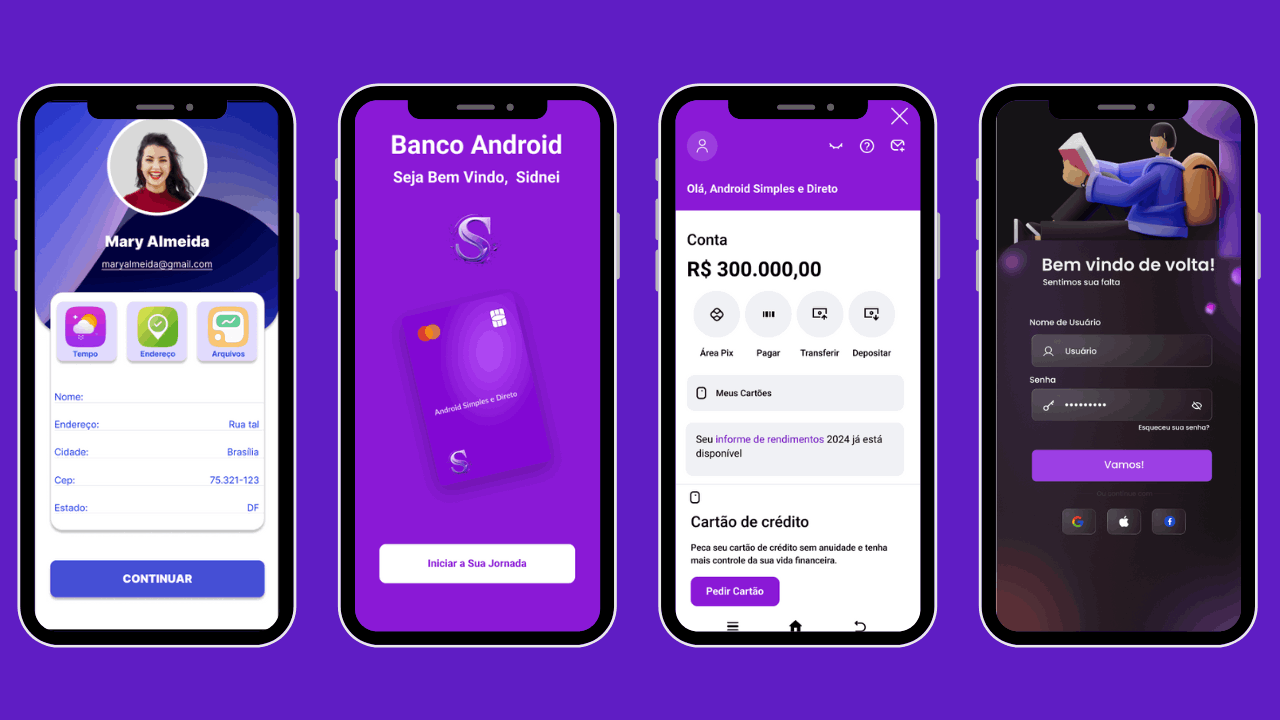 Mary Almeida
maryalmeida@gmail.com
Tempo
Endereço
Arquivos
Nome:
Endereço: Rua tal
Cidade: Brasília
Cep: 75.321-123
Estado: DF
CONTINUAR
Banco Android
Seja Bem Vindo, Sidnei
S
Android Simples e Direto
S
Iniciar a Sua Jornada
Olá, Android Simples e Direto
Conta
R$ 300.000,00
Área Pix
Pagar
Transferir
Depositar
Meus Cartões
Seu informe de rendimentos 2024 já está
disponível
Cartão de crédito
Peca seu cartão de crédito sem anuidade e tenha
mais controle da sua vida financeira.
Pedir Cartão
Bem vindo de volta!
Sentimos sua falta
Nome de Usuário
Usuário
Senha
Esqueceu sua senha?
Vamos!
Ou continue com